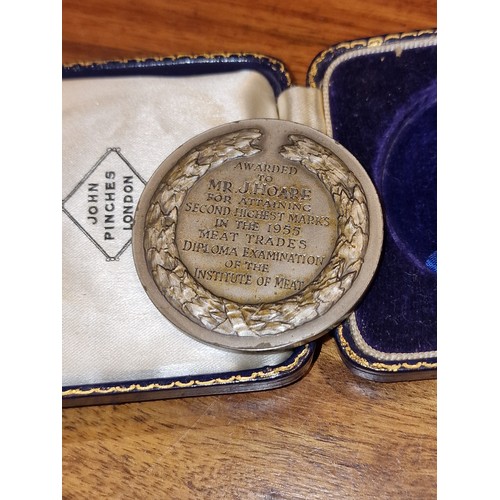 JOHN
PINCHES
LONDON
AWARDED
TO
MR. J. HOARE
FOR ATTAINING
SECOND HIGHEST MARKS
IN THE 1955
MEAT TRADES
DIPLOMA EXAMINATION
OF THE
INSTITUTE OF MEAT